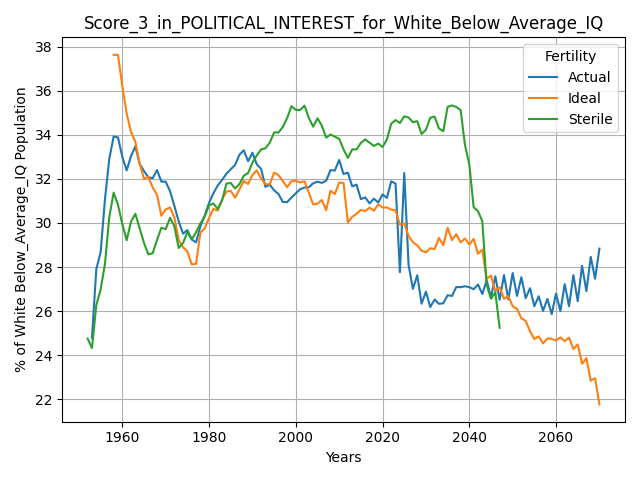 Score_3_in_POLITICAL_INTEREST_for_White_Below_Average_IQ
% of White Below_Average_IQ Population
38
36
34
32
30
28
26
24
22
Fertility
Actual
Ideal
Sterile
1960
1980
2000
2020
2040
2060
Years